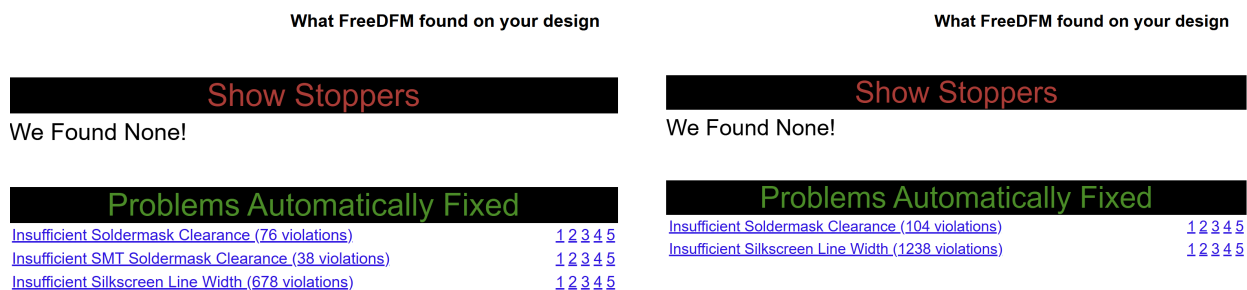 What FreeDFM found on your design
Show Stoppers
We Found None!
Problems Automatically Fixed
Insufficient Soldermask Clearance (76 violations) 1 2 3 4 5
Insufficient SMT Soldermask Clearance (38 violations) 1 2 3 4 5
Insufficient Silkscreen Line Width (678 violations) 1 2 3 4 5
What FreeDFM found on your design
Show Stoppers
We Found None!
Problems Automatically Fixed
Insufficient Soldermask Clearance (104 violations) 1 2 3 4 5
Insufficient Silkscreen Line Width (1238 violations) 1 2 3 4 5